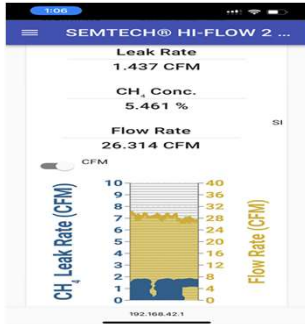 1:06
SEMTECH® HI-FLOW 2 ...
Leak Rate
1.437 CFM
CH₄ Conc.
5.461 %
SI
Flow Rate
26.314 CFM
CFM
CH₄ Leak Rate (CFM)
10
9
8
7
6
5
4
3
2
1
0
40
36
32
28
24
20
16
12
8
4
0
Flow Rate (CFM)
192.168.42.1